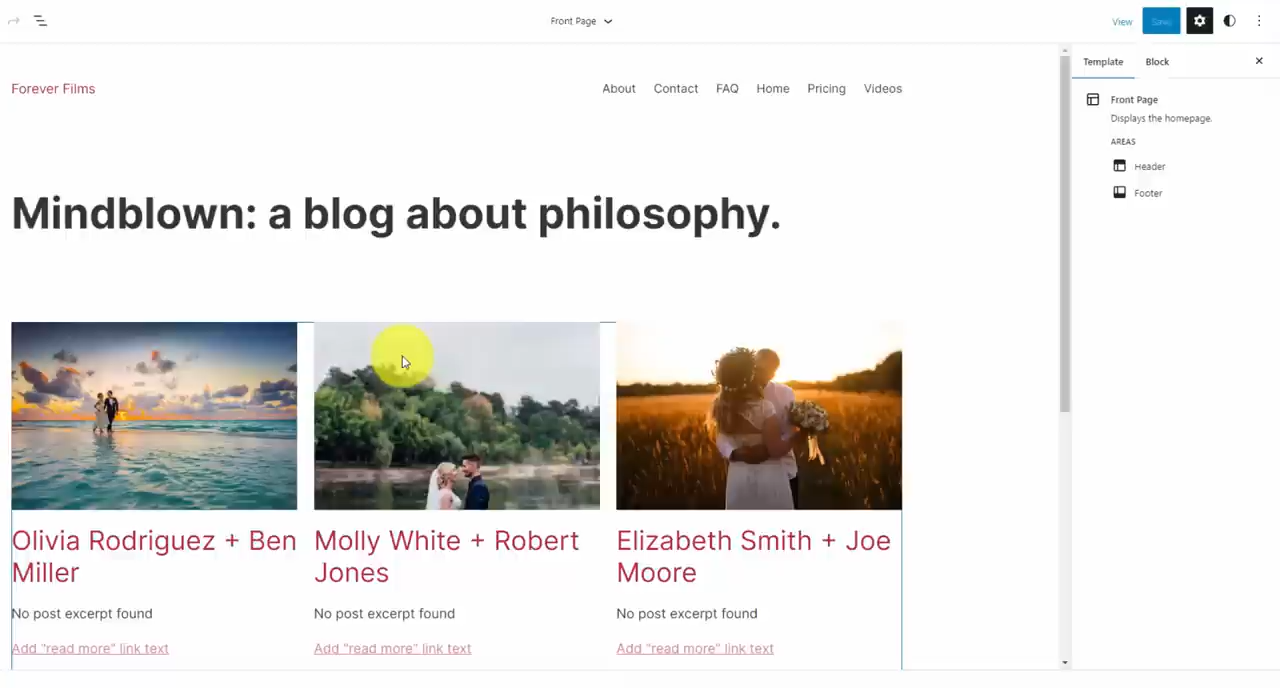 Front Page
View
Save
Template
Block
Forever Films
About
Contact
FAQ
Home
Pricing
Videos
Front Page
Displays the homepage.
AREAS
Header
Footer
Mindblown: a blog about philosophy.
Olivia Rodriguez + Ben
Miller
Molly White + Robert
Jones
Elizabeth Smith + Joe
Moore
No post excerpt found
No post excerpt found
No post excerpt found
Add "read more" link text
Add "read more" link text
Add "read more" link text